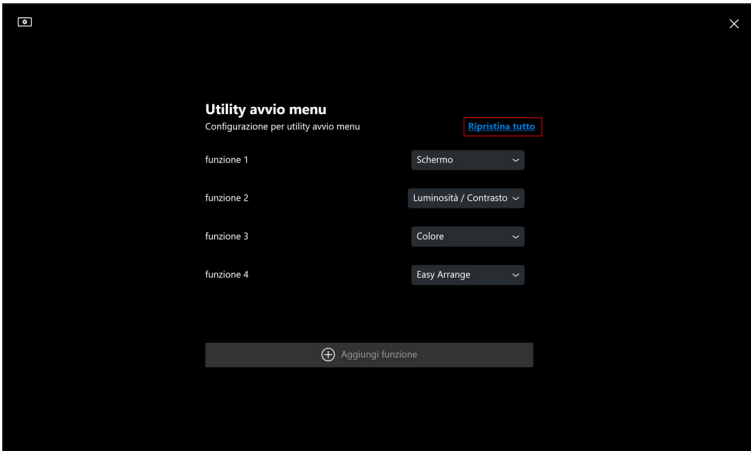 Utility avvio menu
Configurazione per utility avvio menu
Ripristina tutto
funzione 1
Schermo
funzione 2
Luminosità / Contrasto
funzione 3
Colore
funzione 4
Easy Arrange
Aggiungi funzione